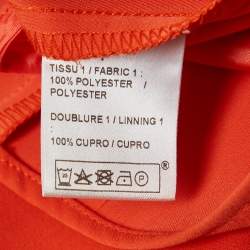 TISSU 1 / FABRIC 1 :
100% POLYESTER /
POLYESTER
DOUBLURE 1 / LINNING 1
:
100% CUPRO / CUPRO
®